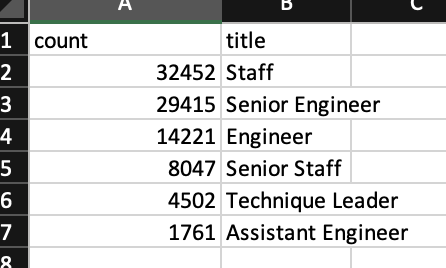 A B C
1 count title
2 32452 Staff
3 29415 Senior Engineer
4 14221 Engineer
5 8047 Senior Staff
6 4502 Technique Leader
7 1761 Assistant Engineer
8